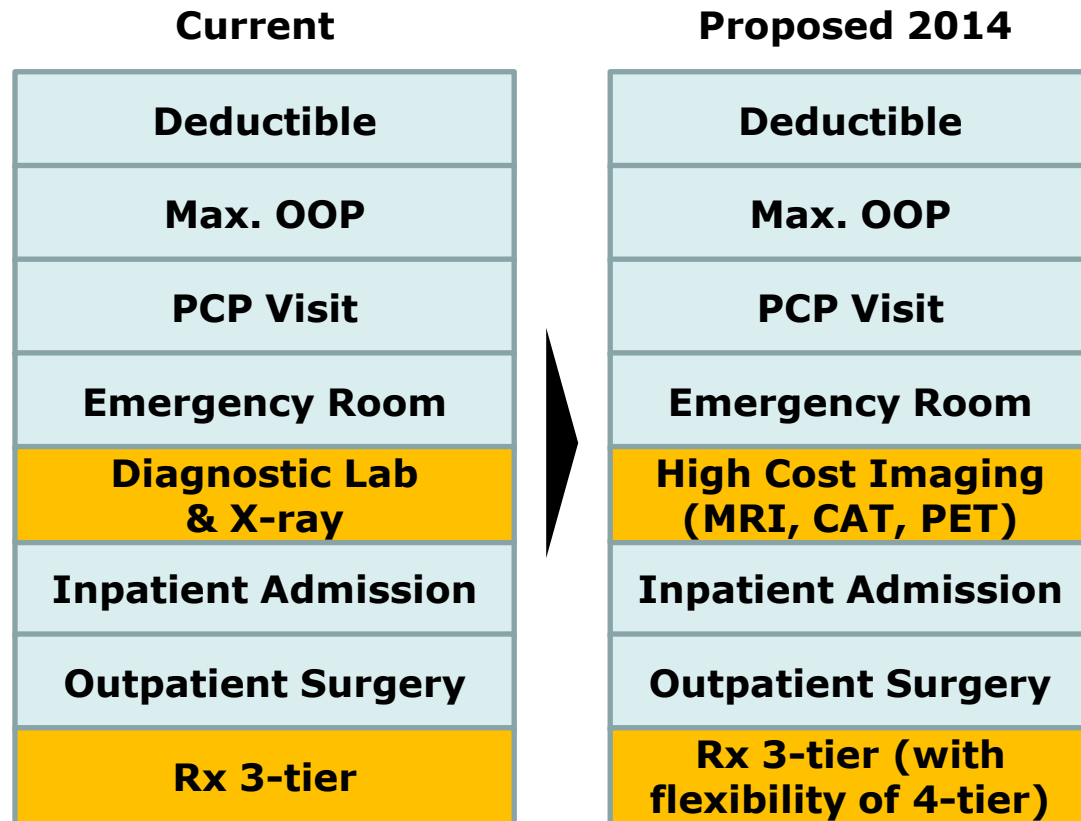 Current
Deductible
Max. OOP
PCP Visit
Emergency Room
Diagnostic Lab
& X-ray
Inpatient Admission
Outpatient Surgery
Rx 3-tier
Proposed 2014
Deductible
Max. OOP
PCP Visit
Emergency Room
High Cost Imaging
(MRI, CAT, PET)
Inpatient Admission
Outpatient Surgery
Rx 3-tier (with
flexibility of 4-tier)